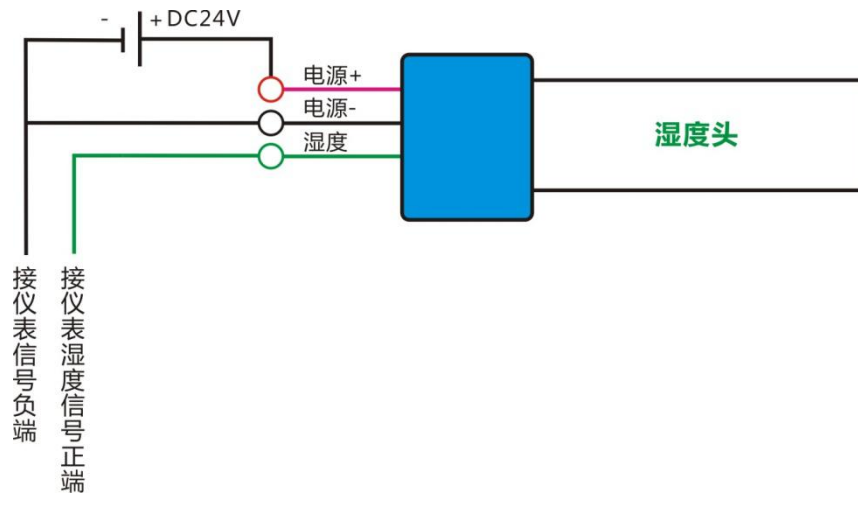 - + DC24V
电源+
电源-
湿度
湿度头
接仪表信号负端
接仪表湿度信号正端